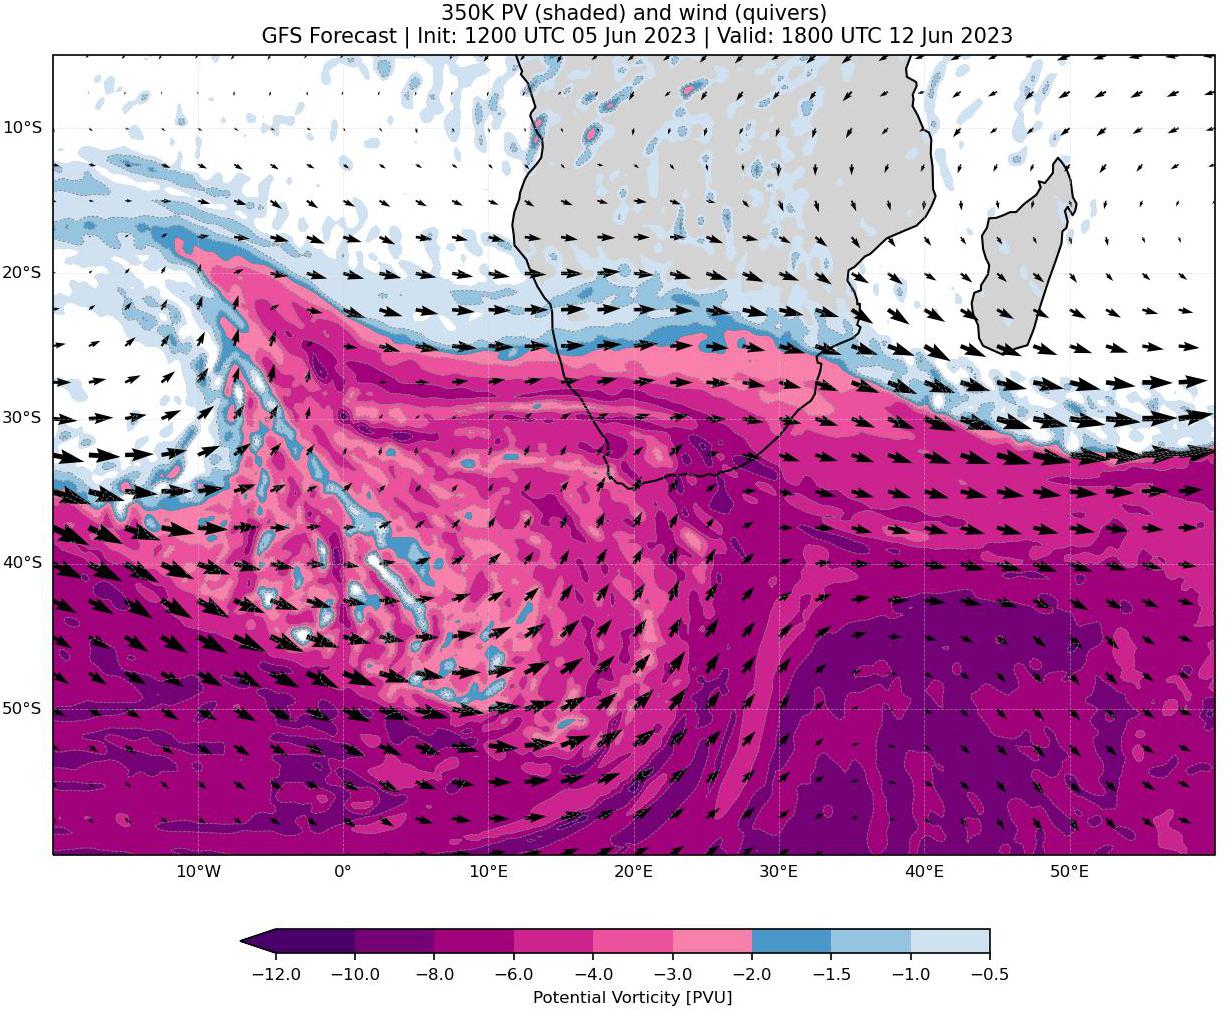 350K PV (shaded) and wind (quivers)
GFS Forecast | Init: 1200 UTC 05 Jun 2023 | Valid: 1800 UTC 12 Jun 2023
10°S
20°S
30°S
40°S
50°S
10°W 0° 10°E 20°E 30°E 40°E 50°E
−12.0 −10.0 −8.0 −6.0 −4.0 −3.0 −2.0 −1.5 −1.0 −0.5
Potential Vorticity [PVU]